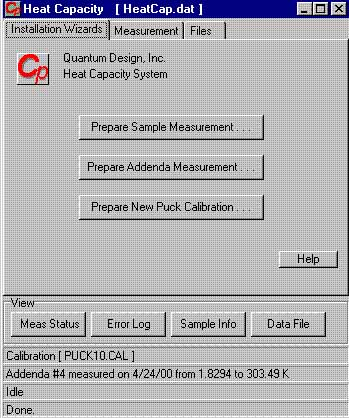 Heat Capacity [ HeatCap.dat ]
Installation Wizards Measurement Files
Cp
Quantum Design, Inc.
Heat Capacity System
Prepare Sample Measurement . . .
Prepare Addenda Measurement . . .
Prepare New Puck Calibration . . .
Help
View
Meas Status Error Log Sample Info Data File
Calibration [ PUCK10.CAL ]
Addenda #4 measured on 4/24/00 from 1.8294 to 303.49 K
Idle
Done.